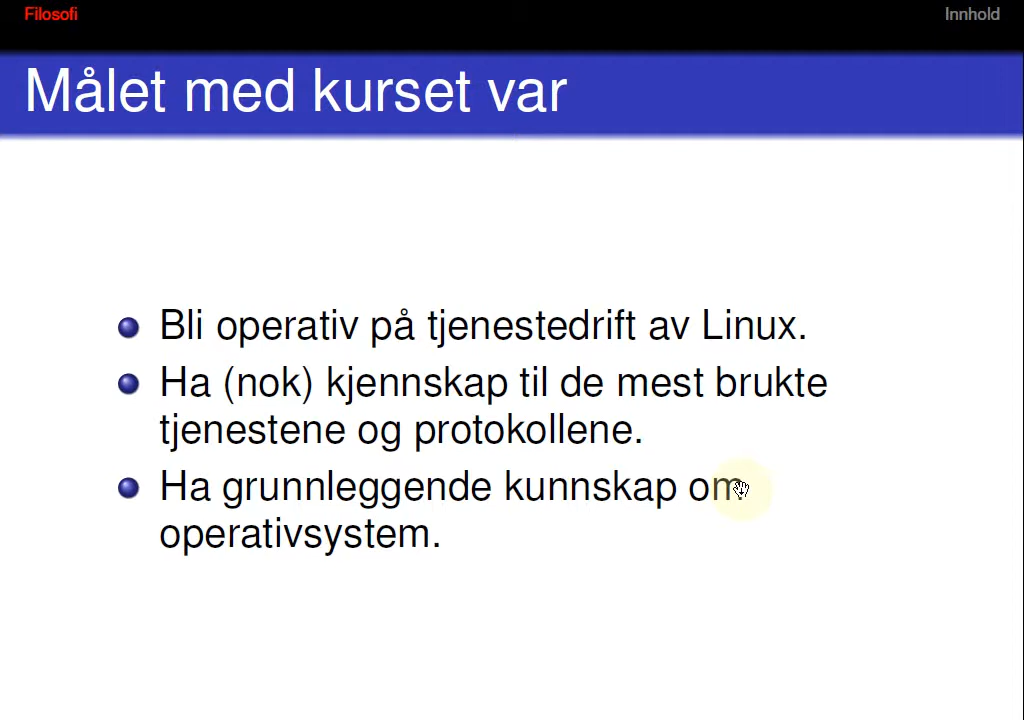 Filosofi
Innhold
Målet med kurset var
Bli operativ på tjenestedrift av Linux.
Ha (nok) kjennskap til de mest brukte
tjenestene og protokollene.
Ha grunnleggende kunnskap om
operativsystem.